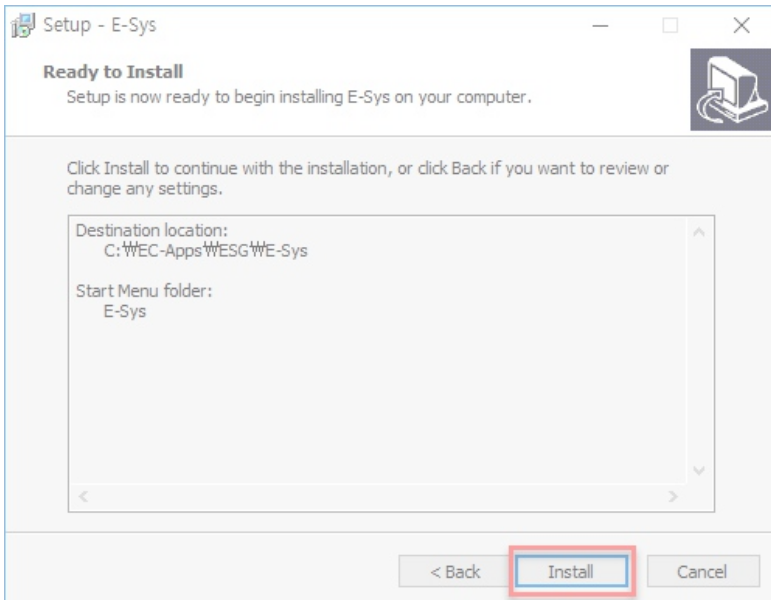 Setup - E-Sys
Ready to Install
Setup is now ready to begin installing E-Sys on your computer.
Click Install to continue with the installation, or click Back if you want to review or
change any settings.
Destination location:
C:₩EC-Apps₩ESG₩E-Sys
Start Menu folder:
E-Sys
< Back
Install
Cancel